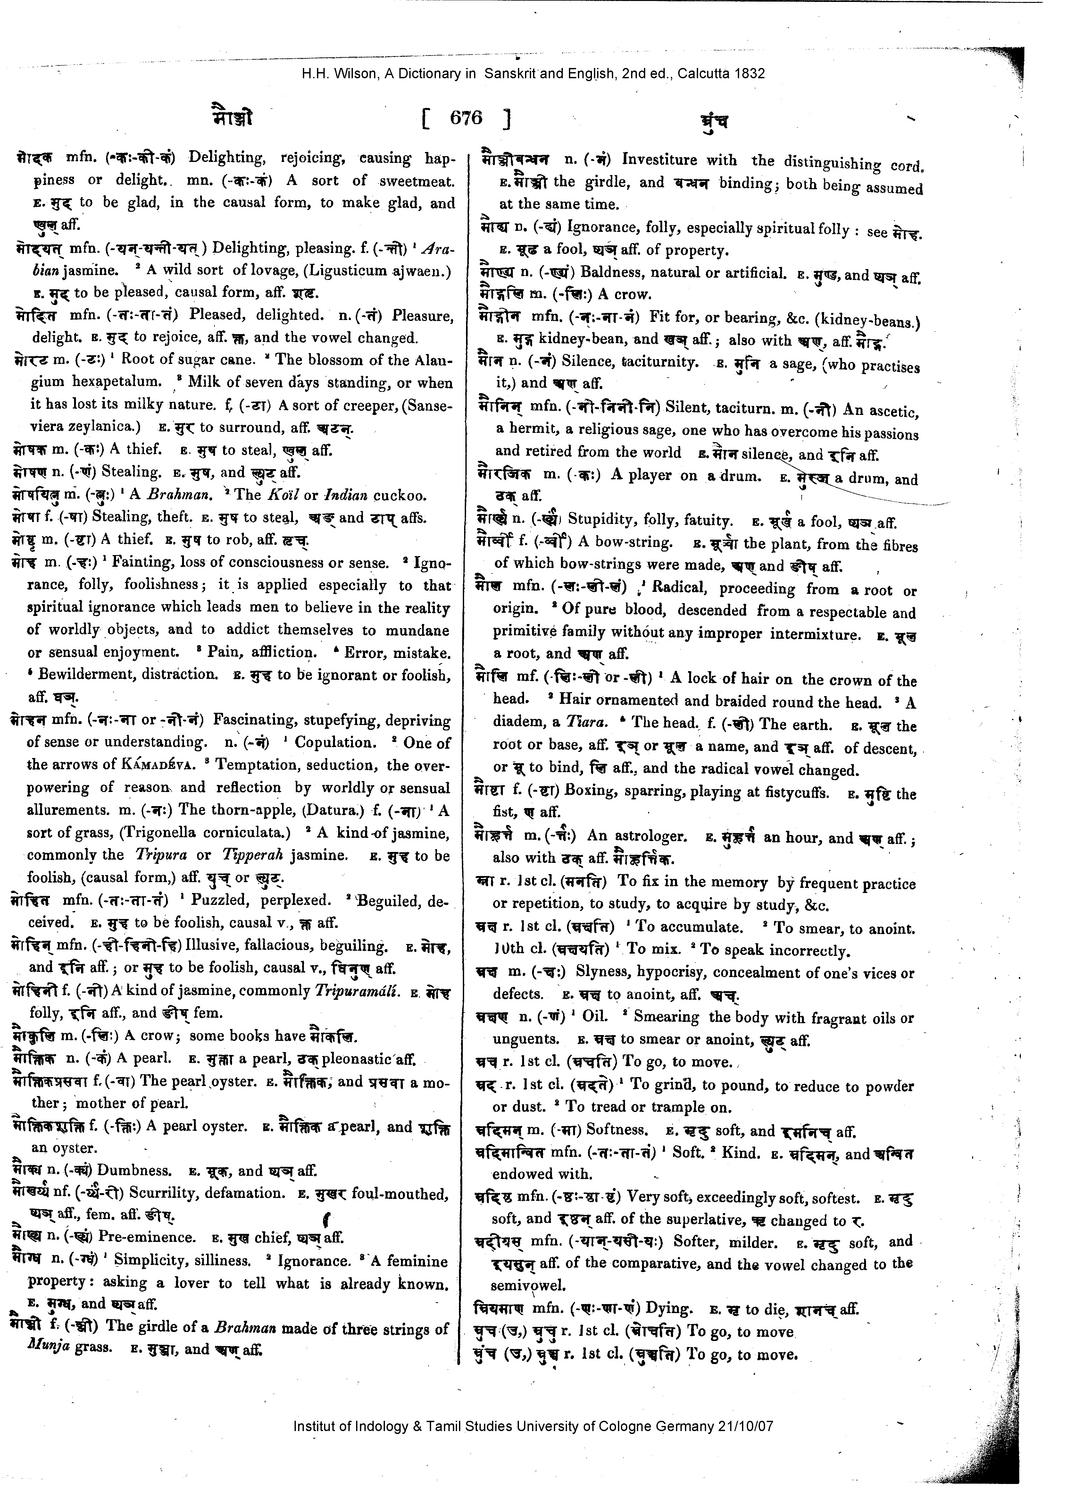 H.H. Wilson, A Dictionary in Sanskrit and English, 2nd ed., Calcutta 1832
मौञ्जी [ 676 ] म्रुंच
मोदक mfn. (-कः-की-कं) Delighting, rejoicing, causing hap-
piness or delight. mn. (-कः-कं) A sort of sweetmeat.
E. मुद् to be glad, in the causal form, to make glad, and
ण्वुल् aff.
मोदयत् mfn. (-यन्-यन्ती-यत्) Delighting, pleasing. f. (-न्ती) ¹ Ara-
bian jasmine. ² A wild sort of lovage, (Ligusticum ajwaen.)
E. मुद् to be pleased, causal form, aff. शतृ.
मोदित mfn. (-तः-ता-तं) Pleased, delighted. n. (-तं) Pleasure,
delight. E. मुद् to rejoice, aff. क्त, and the vowel changed.
मोरट m. (-टः) ¹ Root of sugar cane. ² The blossom of the Alan-
gium hexapetalum. ³ Milk of seven days standing, or when
it has lost its milky nature. f. (-टा) A sort of creeper, (Sanse-
viera zeylanica.) E. मुर to surround, aff. अटन्.
मोषक m. (-कः) A thief. E. मुष to steal, ण्वुल् aff.
मोषण n. (-णं) Stealing. E. मुष, and ल्युट् aff.
मोषयित्नु m. (-त्नुः) ¹ A Brahman. ² The Koïl or Indian cuckoo.
मोषा f. (-षा) Stealing, theft. E. मुष to steal, अङ् and टाप् affs.
मोष्टृ m. (-ष्टा) A thief. E. मुष to rob, aff. तृच्.
मोह m. (-हः) ¹ Fainting, loss of consciousness or sense. ² Igno-
rance, folly, foolishness; it is applied especially to that
spiritual ignorance which leads men to believe in the reality
of worldly objects, and to addict themselves to mundane
or sensual enjoyment. ³ Pain, affliction. ⁴ Error, mistake.
⁵ Bewilderment, distraction. E. मुह to be ignorant or foolish,
aff. घञ्.
मोहन mfn. (-नः-ना or -नी-नं) Fascinating, stupefying, depriving
of sense or understanding. n. (-नं) ¹ Copulation. ² One of
the arrows of KÁMADÉVA. ³ Temptation, seduction, the over-
powering of reason and reflection by worldly or sensual
allurements. m. (-नः) The thorn-apple, (Datura.) f. (-ना) ¹ A
sort of grass, (Trigonella corniculata.) ² A kind of jasmine,
commonly the Tripura or Tipperah jasmine. E. मुह to be
foolish, (causal form,) aff. युच् or ल्युट्.
मोहित mfn. (-तः-ता-तं) ¹ Puzzled, perplexed. ² Beguiled, de-
ceived. E. मुह to be foolish, causal v., क्त aff.
मोहिन् mfn. (-ही-हिनी-हि) Illusive, fallacious, beguiling. E. मोह,
and इनि aff.; or मुह to be foolish, causal v., घिनुण् aff.
मोहिनी f. (-नी) A kind of jasmine, commonly Tripuramálí. E. मोह
folly, इनि aff., and ङीष् fem.
मौकुलि m. (-लिः) A crow; some books have मौकलि.
मौक्तिक n. (-कं) A pearl. E. मुक्ता a pearl, ठक् pleonastic aff.
मौक्तिकप्रसवा f. (-वा) The pearl oyster. E. मौक्तिक, and प्रसवा a mo-
ther; mother of pearl.
मौक्तिकशुक्ति f. (-क्तिः) A pearl oyster. E. मौक्तिक a pearl, and शुक्ति
an oyster.
मौक्य n. (-क्यं) Dumbness. E. मूक, and ष्यञ् aff.
मौखर्य्य nf. (-र्य्यं-री) Scurrility, defamation. E. मुखर foul-mouthed,
ष्यञ् aff., fem. aff. ङीष्.
मौख्य n. (-ख्यं) Pre-eminence. E. मुख chief, ष्यञ् aff.
मौग्ध्य n. (-ग्ध्यं) ¹ Simplicity, silliness. ² Ignorance. ³ A feminine
property: asking a lover to tell what is already known.
E. मुग्ध, and ष्यञ् aff.
मौञ्जी f. (-ञ्जी) The girdle of a Brahman made of three strings of
Munja grass. E. मुञ्जा, and अण् aff.
मौञ्जीबन्धन n. (-नं) Investiture with the distinguishing cord.
E. मौञ्जी the girdle, and बन्धन binding; both being assumed
at the same time.
मौढ्य n. (-ढ्यं) Ignorance, folly, especially spiritual folly: see मोह.
E. मूढ a fool, ष्यञ् aff. of property.
मौण्ड्य n. (-ण्ड्यं) Baldness, natural or artificial. E. मुण्ड, and ष्यञ् aff.
मौद्गलि m. (-लिः) A crow.
मौद्गीन mfn. (-नः-ना-नं) Fit for, or bearing, &c. (kidney-beans.)
E. मुद्ग kidney-bean, and खञ् aff.; also with अण्, aff. मौद्ग.
मौन n. (-नं) Silence, taciturnity. E. मुनि a sage, (who practises
it,) and अण् aff.
मौनिन् mfn. (-नी-निनी-नि) Silent, taciturn. m. (-नी) An ascetic,
a hermit, a religious sage, one who has overcome his passions
and retired from the world E. मौन silence, and इनि aff.
मौरजिक m. (-कः) A player on a drum. E. मुरज a drum, and
ठक् aff.
मौर्ख्य n. (-र्ख्यं) Stupidity, folly, fatuity. E. मूर्ख a fool, ष्यञ् aff.
मौर्व्वी f. (-र्व्वी) A bow-string. E. मूर्व्वा the plant, from the fibres
of which bow-strings were made, अण् and ङीष् aff.
मौल mfn. (-लः-ली-लं) ¹ Radical, proceeding from a root or
origin. ² Of pure blood, descended from a respectable and
primitive family without any improper intermixture. E. मूल
a root, and अण् aff.
मौलि mf. (-लिः-ली or -ली) ¹ A lock of hair on the crown of the
head. ² Hair ornamented and braided round the head. ³ A
diadem, a Tiara. ⁴ The head. f. (-ली) The earth. E. मूल the
root or base, aff. इञ् or मूल a name, and इञ् aff. of descent,
or मू to bind, लि aff., and the radical vowel changed.
मौष्टा f. (-ष्टा) Boxing, sparring, playing at fistycuffs. E. मुष्टि the
fist, ण aff.
मौहूर्त्त m. (-र्त्तः) An astrologer. E. मुहूर्त्त an hour, and अण् aff.;
also with ठक् aff. मौहूर्त्तिक.
म्ना r. 1st cl. (मनति) To fix in the memory by frequent practice
or repetition, to study, to acquire by study, &c.
म्रक्ष r. 1st cl. (म्रक्षति) ¹ To accumulate. ² To smear, to anoint.
10th cl. (म्रक्षयति) ¹ To mix. ² To speak incorrectly.
म्रक्ष m. (-क्षः) Slyness, hypocrisy, concealment of one's vices or
defects. E. म्रक्ष to anoint, aff. अच्.
म्रक्षण n. (-णं) ¹ Oil. ² Smearing the body with fragrant oils or
unguents. E. म्रक्ष to smear or anoint, ल्युट् aff.
म्रच r. 1st cl. (म्रचति) To go, to move.
म्रद r. 1st cl. (म्रदते) ¹ To grind, to pound, to reduce to powder
or dust. ² To tread or trample on.
म्रदिमन् m. (-मा) Softness. E. मृदु soft, and इमनिच् aff.
म्रदिमान्वित mfn. (-तः-ता-तं) ¹ Soft. ² Kind. E. म्रदिमन्, and अन्वित
endowed with.
म्रदिष्ठ mfn. (-ष्ठः-ष्ठा-ष्ठं) Very soft, exceedingly soft, softest. E. मृदु
soft, and इष्ठन् aff. of the superlative, ऋ changed to र.
म्रदीयस् mfn. (-यान्-यसी-यः) Softer, milder. E. मृदु soft, and
ईयसुन् aff. of the comparative, and the vowel changed to the
semivowel.
म्रियमाण mfn. (-णः-णा-णं) Dying. E. मृ to die, शानच् aff.
म्रुच (उ,) म्रुचु r. 1st cl. (म्रोचति) To go, to move
म्रुंच (उ,) म्रुञ्चु r. 1st cl. (म्रुञ्चति) To go, to move.
Institut of Indology & Tamil Studies University of Cologne Germany 21/10/07